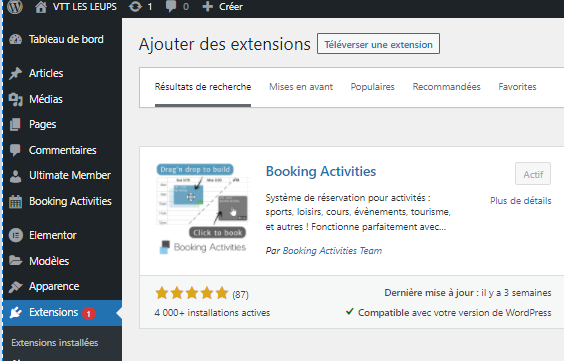 VTT LES LEUPS 1 0 + Créer
Tableau de bord
Articles
Médias
Pages
Commentaires
Ultimate Member
Booking Activities
Elementor
Modèles
Apparence
Extensions 1
Extensions installées
Ajouter des extensions Téléverser une extension
Résultats de recherche Mises en avant Populaires Recommandées Favorites
Drag'n drop to build
Click to book
Booking Activities
Booking Activities Actif
Système de réservation pour activités :
sports, loisirs, cours, évènements, tourisme,
et autres ! Fonctionne parfaitement avec...
Plus de détails
Par Booking Activities Team
(87) Dernière mise à jour : il y a 3 semaines
4 000+ installations actives Compatible avec votre version de WordPress